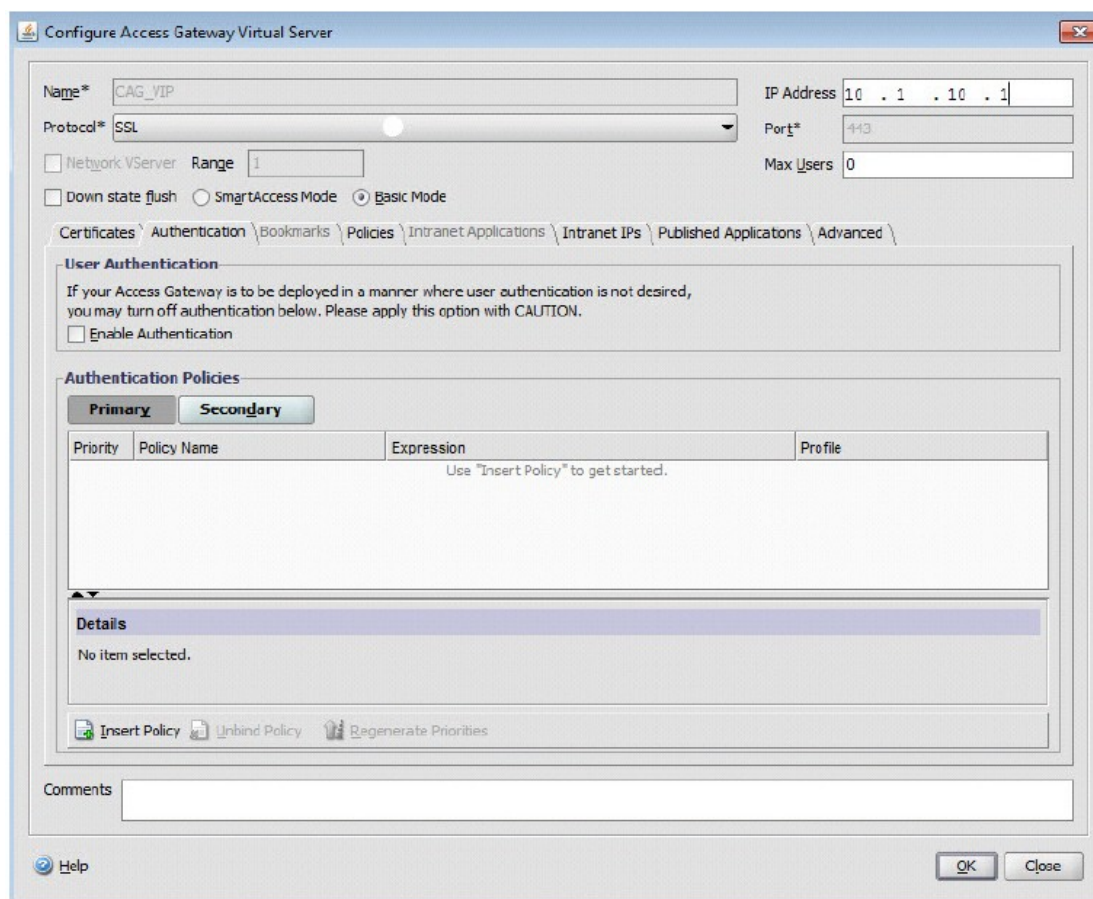 Configure Access Gateway Virtual Server
Name* CAG_VIP IP Address 10 . 1 . 10 . 1
Protocol* SSL Port* 443
Network VServer Range 1 Max Users 0
Down state flush SmartAccess Mode Basic Mode
Certificates Authentication Bookmarks Policies Intranet Applications Intranet IPs Published Applications Advanced
User Authentication
If your Access Gateway is to be deployed in a manner where user authentication is not desired,
you may turn off authentication below. Please apply this option with CAUTION.
Enable Authentication
Authentication Policies
Primary Secondary
Priority Policy Name Expression Profile
Use "Insert Policy" to get started.
Details
No item selected.
Insert Policy Unbind Policy Regenerate Priorities
Comments
Help OK Close